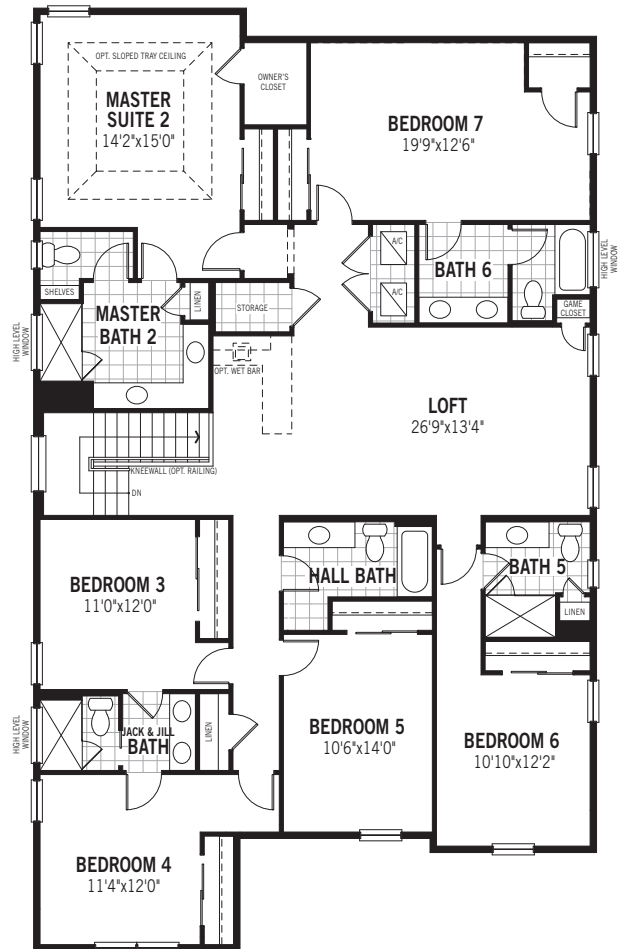 OPT. SLOPED TRAY CEILING
MASTER
SUITE 2
14'2"x15'0"
OWNER'S
CLOSET
BEDROOM 7
19'9"x12'6"
A/C
A/C
BATH 6
HIGH LEVEL
WINDOW
GAME
CLOSET
SHELVES
LINEN
STORAGE
MASTER
BATH 2
HIGH LEVEL
WINDOW
OPT. WET BAR
LOFT
26'9"x13'4"
KNEEWALL (OPT. RAILING)
DN
BEDROOM 3
11'0"x12'0"
HALL BATH
BATH 5
LINEN
HIGH LEVEL
WINDOW
JACK & JILL
BATH
LINEN
BEDROOM 5
10'6"x14'0"
BEDROOM 6
10'10"x12'2"
BEDROOM 4
11'4"x12'0"